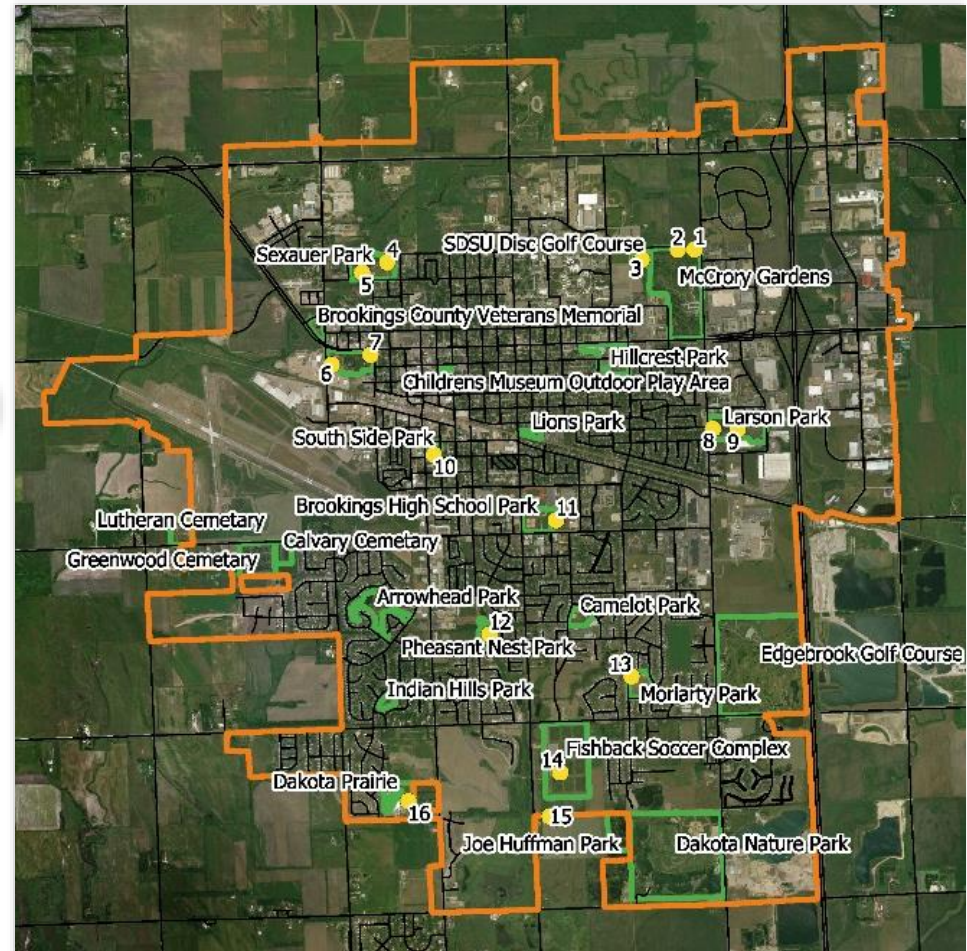 SDSU Disc Golf Course
2
1
Sexauer Park
4
3
McCrory Gardens
5
Brookings County Veterans Memorial
7
Hillcrest Park
6
Childrens Museum Outdoor Play Area
Lions Park
Larson Park
8
9
South Side Park
10
Brookings High School Park
11
Lutheran Cemetary
Calvary Cemetary
Greenwood Cemetary
Arrowhead Park
Camelot Park
12
Pheasant Nest Park
Edgebrook Golf Course
13
Indian Hills Park
Moriarty Park
Fishback Soccer Complex
14
Dakota Prairie
16
15
Joe Huffman Park
Dakota Nature Park